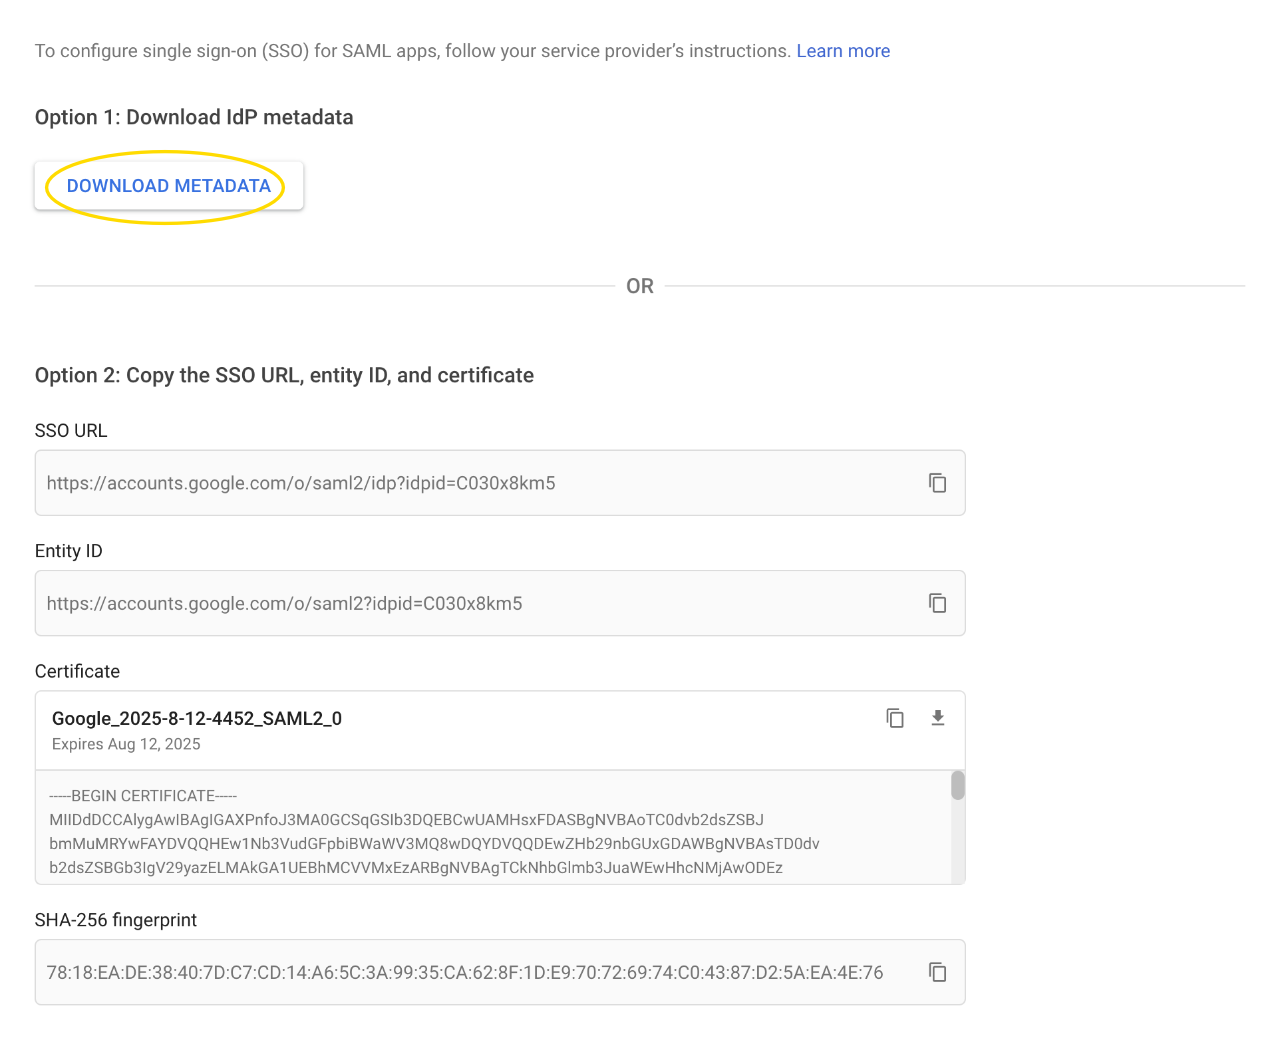 To configure single sign-on (SSO) for SAML apps, follow your service provider's instructions. Learn more
Option 1: Download IdP metadata
DOWNLOAD METADATA
OR
Option 2: Copy the SSO URL, entity ID, and certificate
SSO URL
https://accounts.google.com/o/saml2/idp?idpid=C030x8km5
Entity ID
https://accounts.google.com/o/saml2?idpid=C030x8km5
Certificate
Google_2025-8-12-4452_SAML2_0
Expires Aug 12, 2025
-----BEGIN CERTIFICATE-----
MIIDdDCCAlygAwIBAgIGAXPnfoJ3MA0GCSqGSIb3DQEBCwUAMHsxFDASBgNVBAoTC0dvb2dsZSBJ
bmMuMRYwFAYDVQQHEw1Nb3VudGFpbiBWaWV3MQ8wDQYDVQQDEwZHb29nbGUxGDAWBgNVBAsTD0dv
b2dsZSBGb3IgV29yazELMAkGA1UEBhMCVVMxEzARBgNVBAgTCkNhbGlmb3JuaWEwHhcNMjAwODEz
SHA-256 fingerprint
78:18:EA:DE:38:40:7D:C7:CD:14:A6:5C:3A:99:35:CA:62:8F:1D:E9:70:72:69:74:C0:43:87:D2:5A:EA:4E:76